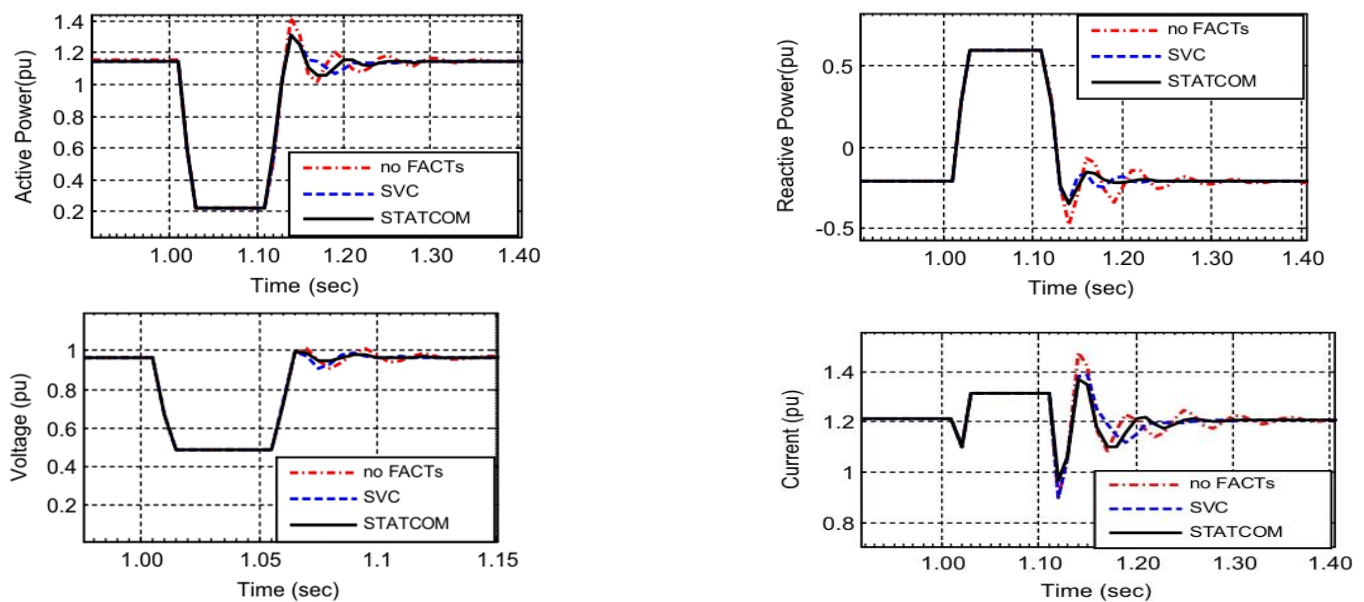 Active Power(pu)
1.4
1.2
1
0.8
0.6
0.4
0.2
no FACTs
SVC
STATCOM
1.00
1.10
1.20
1.30
1.40
Time (sec)
Reactive Power(pu)
0.5
0
-0.5
no FACTs
SVC
STATCOM
1.00
1.10
1.20
1.30
1.40
Time (sec)
Voltage (pu)
1
0.8
0.6
0.4
0.2
no FACTs
SVC
STATCOM
1.00
1.05
1.1
1.15
Time (sec)
Current (pu)
1.4
1.2
1
0.8
no FACTs
SVC
STATCOM
1.00
1.10
1.20
1.30
1.40
Time (sec)